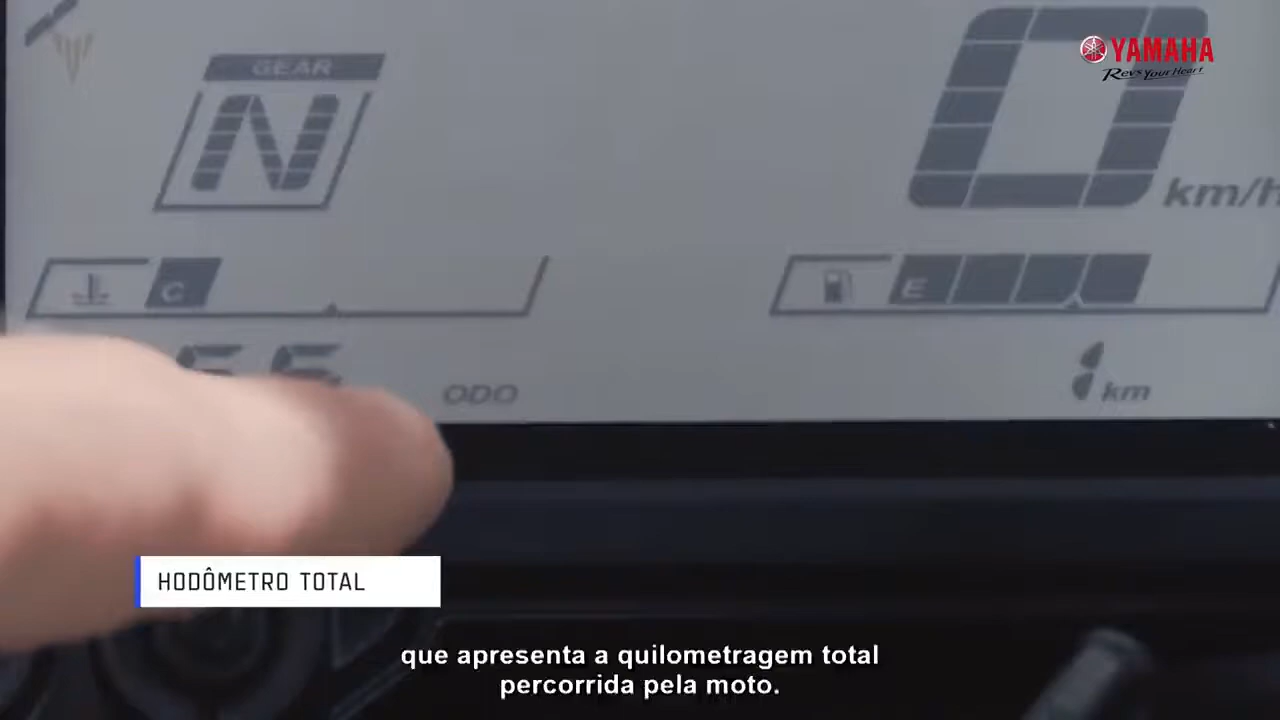 YAMAHA
Revs Your Heart
GEAR
N
0
km/h
C
E
ODO
km
HODÔMETRO TOTAL
que apresenta a quilometragem total
percorrida pela moto.